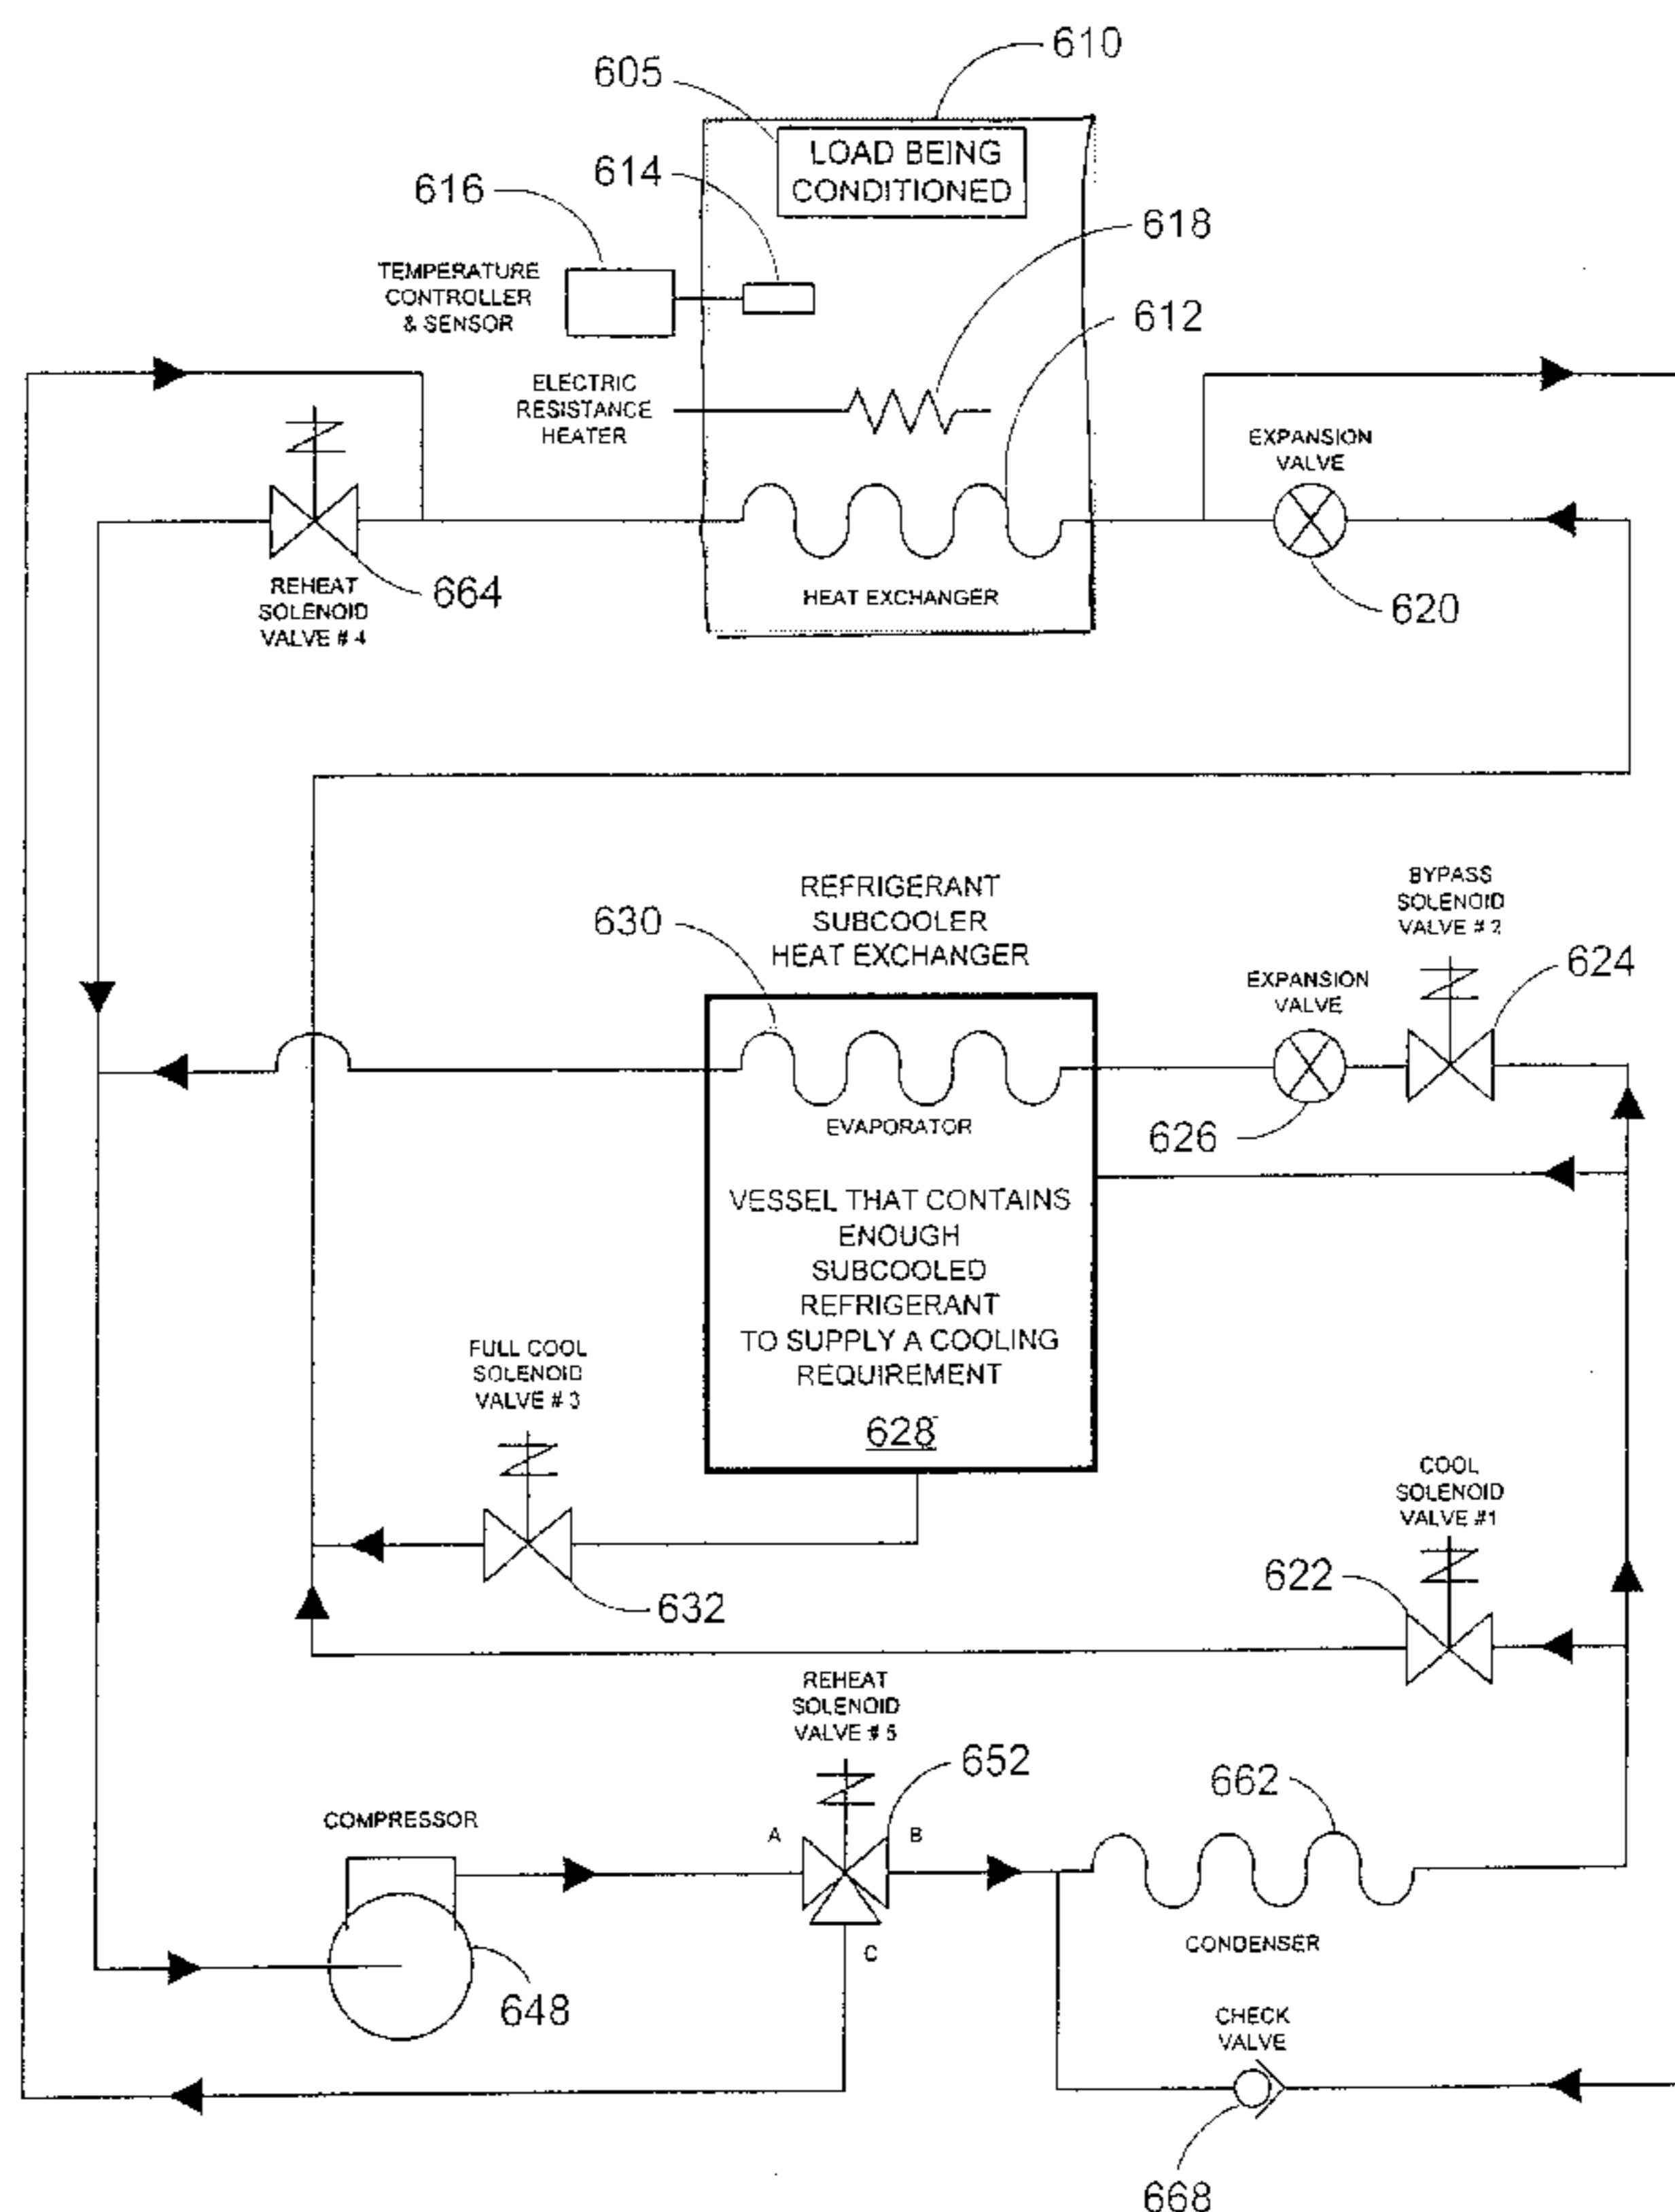 610
605
LOAD BEING
CONDITIONED
614
616
618
TEMPERATURE
CONTROLLER
& SENSOR
612
ELECTRIC
RESISTANCE
HEATER
EXPANSION
VALVE
REHEAT
SOLENOID
VALVE # 4
664
HEAT EXCHANGER
620
REFRIGERANT
SUBCOOLER
HEAT EXCHANGER
630
BYPASS
SOLENOID
VALVE # 2
624
EXPANSION
VALVE
EVAPORATOR
626
VESSEL THAT CONTAINS
ENOUGH
SUBCOOLED
REFRIGERANT
TO SUPPLY A COOLING
REQUIREMENT
628
FULL COOL
SOLENOID
VALVE # 3
COOL
SOLENOID
VALVE #1
622
632
REHEAT
SOLENOID
VALVE # 5
652
662
COMPRESSOR
A
B
C
CONDENSER
648
CHECK
VALVE
668